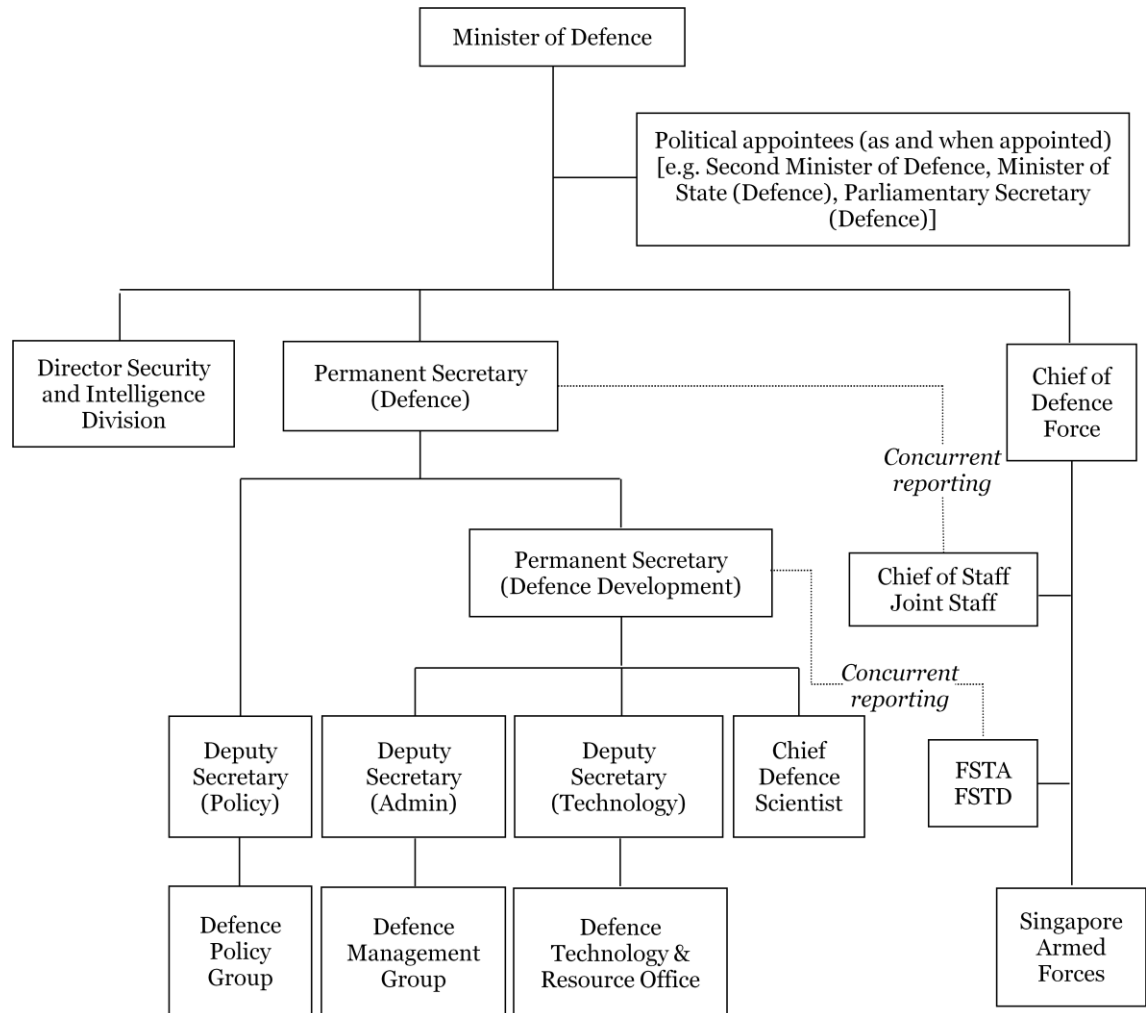 Minister of Defence
Political appointees (as and when appointed)
[e.g. Second Minister of Defence, Minister of
State (Defence), Parliamentary Secretary
(Defence)]
Director Security
and Intelligence
Division
Permanent Secretary
(Defence)
Chief of
Defence
Force
Concurrent
reporting
Permanent Secretary
(Defence Development)
Chief of Staff
Joint Staff
Concurrent
reporting
Deputy
Secretary
(Policy)
Deputy
Secretary
(Admin)
Deputy
Secretary
(Technology)
Chief
Defence
Scientist
FSTA
FSTD
Defence
Policy
Group
Defence
Management
Group
Defence
Technology &
Resource Office
Singapore
Armed
Forces